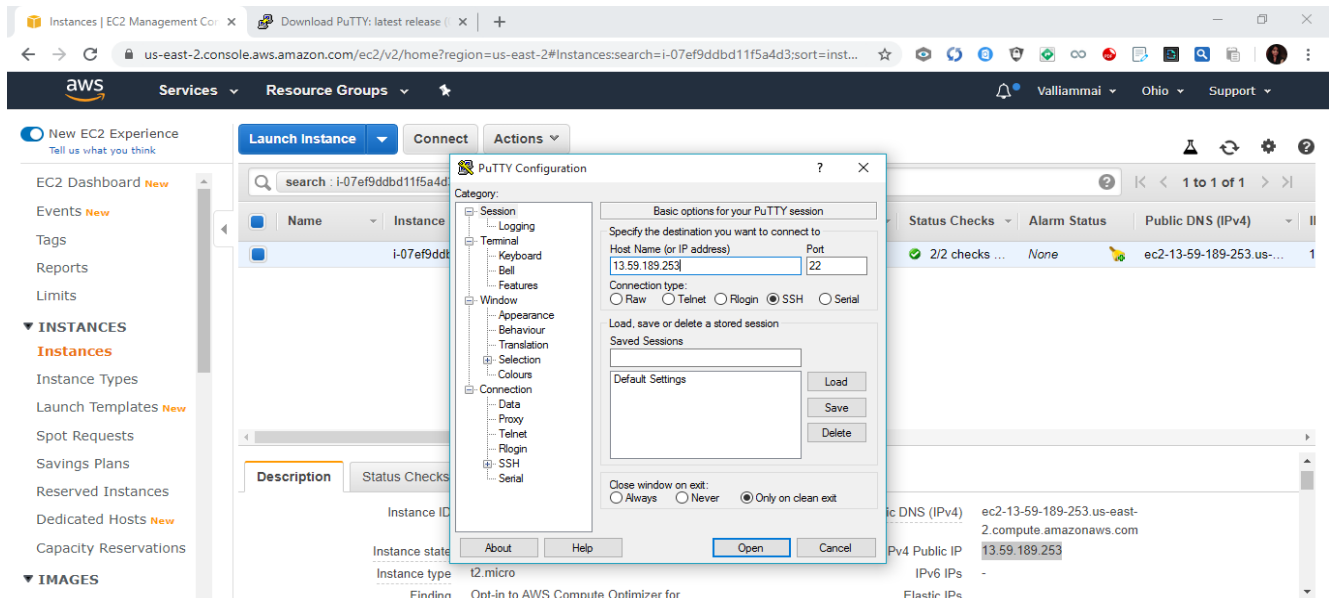 Instances | EC2 Management Con
Download PuTTY: latest release (
us-east-2.console.aws.amazon.com/ec2/v2/home?region=us-east-2#Instances:search=i-07ef9ddbd11f5a4d3;sort=inst...
aws Services Resource Groups Valliammai Ohio Support
New EC2 Experience
Tell us what you think
EC2 Dashboard New
Events New
Tags
Reports
Limits
INSTANCES
Instances
Instance Types
Launch Templates New
Spot Requests
Savings Plans
Reserved Instances
Dedicated Hosts New
Capacity Reservations
IMAGES
Launch Instance Connect Actions
search : i-07ef9ddbd11f5a4d 1 to 1 of 1
Name Instance Status Checks Alarm Status Public DNS (IPv4)
i-07ef9ddb 2/2 checks ... None ec2-13-59-189-253.us-...
PuTTY Configuration
Category:
Session
Logging
Terminal
Keyboard
Bell
Features
Window
Appearance
Behaviour
Translation
Selection
Colours
Connection
Data
Proxy
Telnet
Rlogin
SSH
Serial
Basic options for your PuTTY session
Specify the destination you want to connect to
Host Name (or IP address) Port
13.59.189.253 22
Connection type:
Raw Telnet Rlogin SSH Serial
Load, save or delete a stored session
Saved Sessions
Default Settings
Load
Save
Delete
Close window on exit:
Always Never Only on clean exit
About Help Open Cancel
Description Status Checks
Instance ID
Instance state
Instance type t2.micro
Finding Opt-in to AWS Compute Optimizer for
ic DNS (IPv4) ec2-13-59-189-253.us-east-
2.compute.amazonaws.com
IPv4 Public IP 13.59.189.253
IPv6 IPs -
Elastic IPs